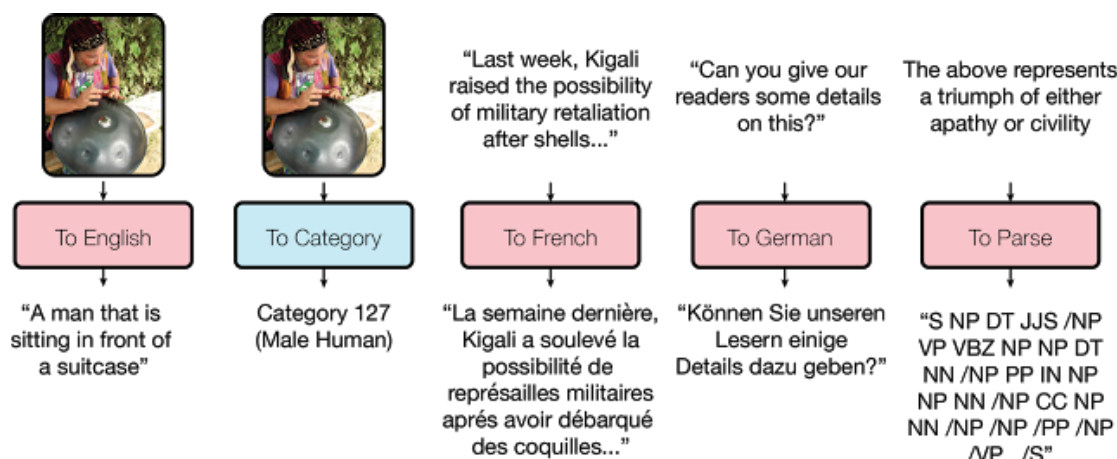 “Last week, Kigali
raised the possibility
of military retaliation
after shells...”
“Can you give our
readers some details
on this?”
The above represents
a triumph of either
apathy or civility
To English
To Category
To French
To German
To Parse
“A man that is
sitting in front of
a suitcase”
Category 127
(Male Human)
“La semaine dernière,
Kigali a soulevé la
possibilité de
représailles militaires
aprés avoir débarqué
des coquilles...”
“Können Sie unseren
Lesern einige
Details dazu geben?”
“S NP DT JJS /NP
VP VBZ NP NP DT
NN /NP PP IN NP
NP NN /NP CC NP
NN /NP /NP /PP /NP
/VP . /S”